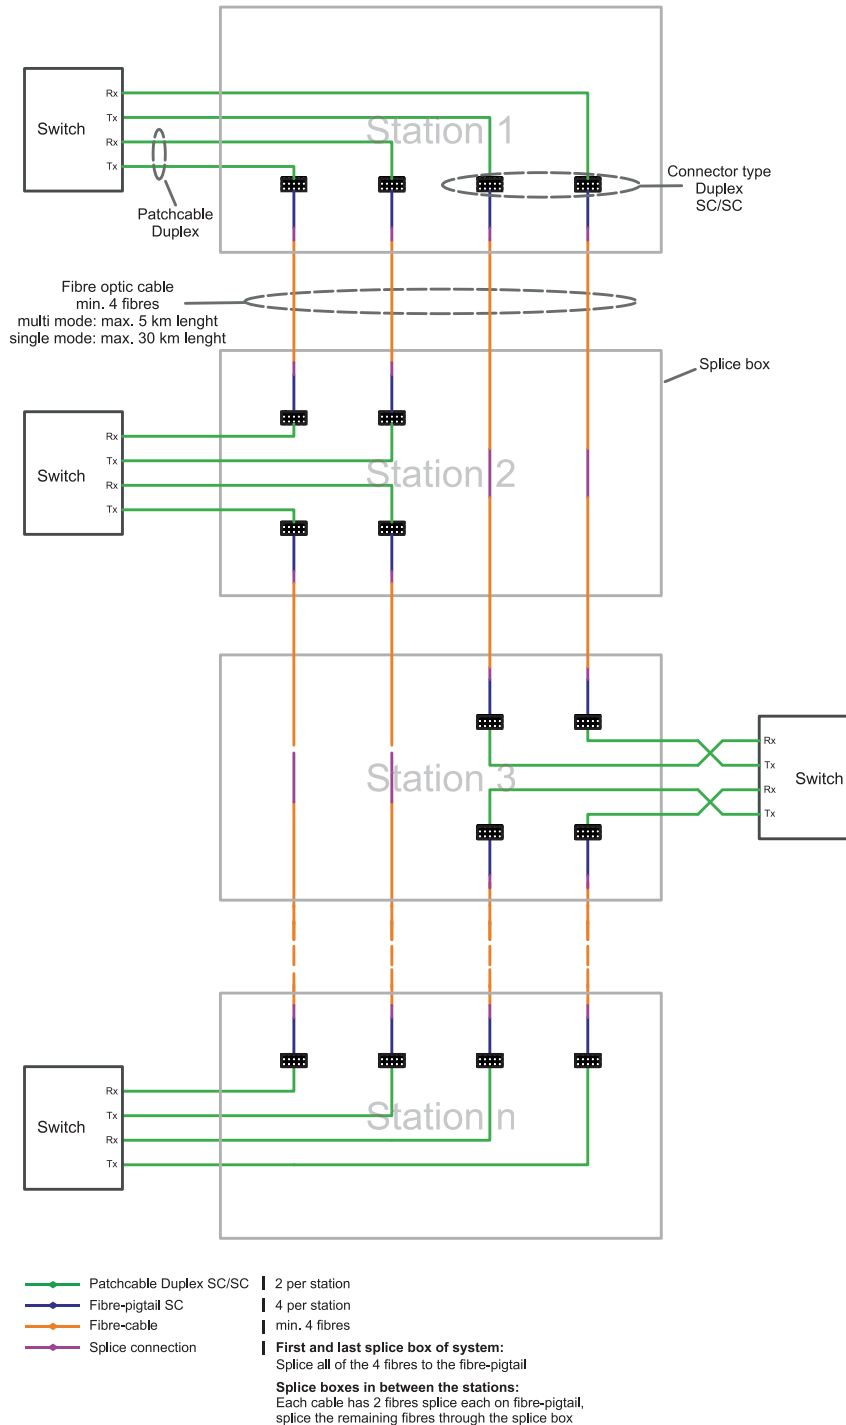 Station 1
Switch
Rx
Tx
Rx
Tx
Patchcable
Duplex
Connector type
Duplex
SC/SC
Fibre optic cable
min. 4 fibres
multi mode: max. 5 km lenght
single mode: max. 30 km lenght
Splice box
Station 2
Switch
Rx
Tx
Rx
Tx
Station 3
Rx
Tx
Rx
Tx
Switch
Station n
Switch
Rx
Tx
Rx
Tx
Patchcable Duplex SC/SC 2 per station
Fibre-pigtail SC 4 per station
Fibre-cable min. 4 fibres
Splice connection First and last splice box of system:
Splice all of the 4 fibres to the fibre-pigtail
Splice boxes in between the stations:
Each cable has 2 fibres splice each on fibre-pigtail,
splice the remaining fibres through the splice box